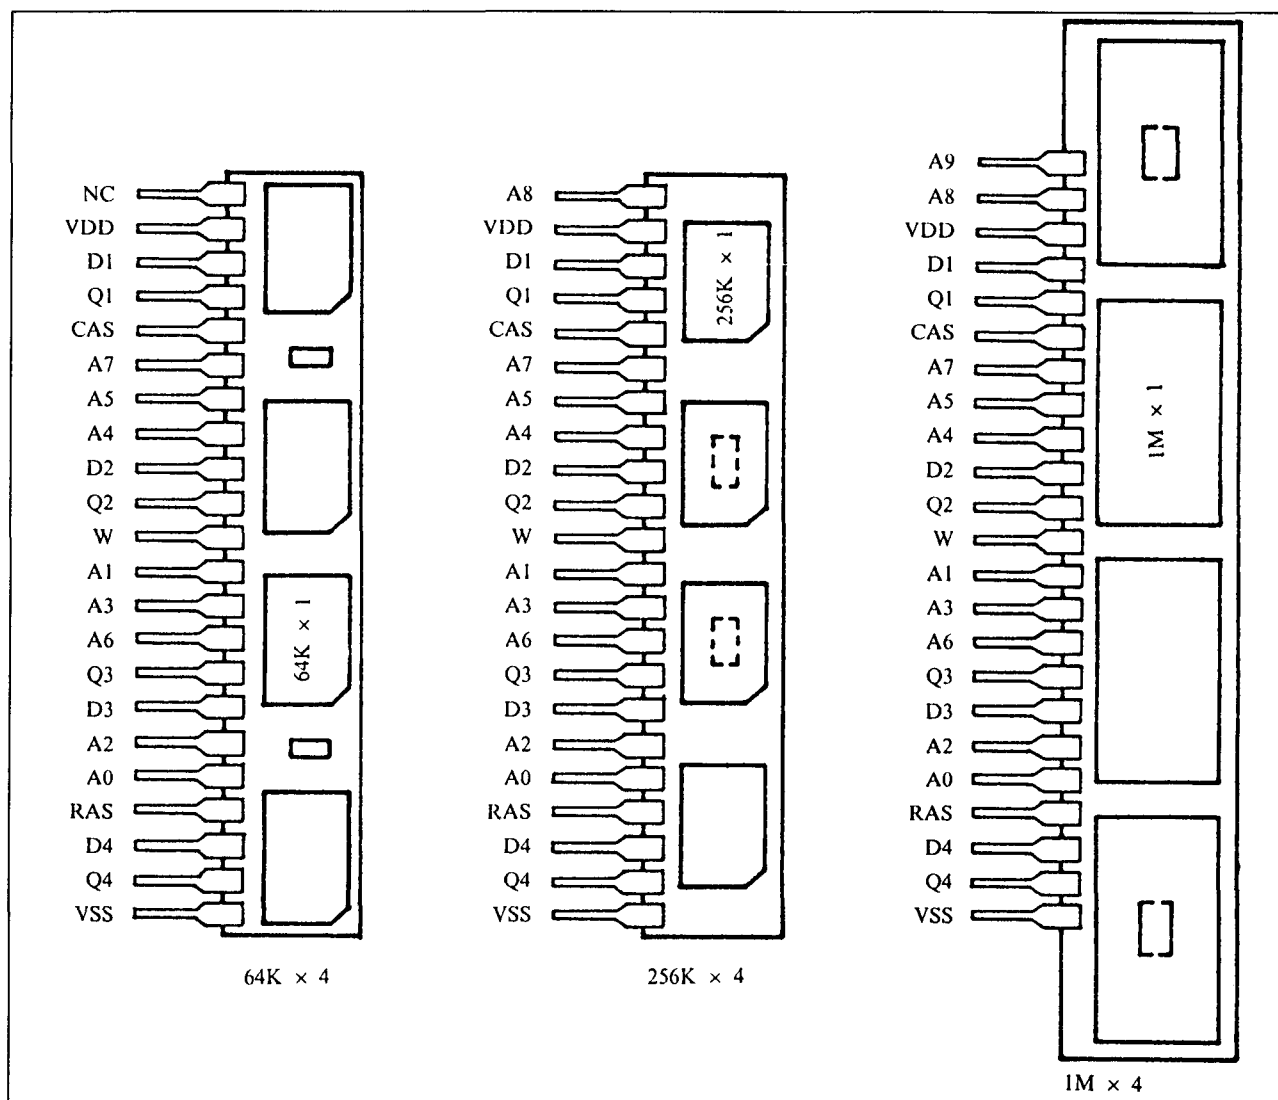 NC
VDD
D1
Q1
CAS
A7
A5
A4
D2
Q2
W
A1
A3
A6
Q3
D3
A2
A0
RAS
D4
Q4
VSS
64K × 1
64K × 4
A8
VDD
D1
Q1
CAS
A7
A5
A4
D2
Q2
W
A1
A3
A6
Q3
D3
A2
A0
RAS
D4
Q4
VSS
256K × 1
256K × 4
A9
A8
VDD
D1
Q1
CAS
A7
A5
A4
D2
Q2
W
A1
A3
A6
Q3
D3
A2
A0
RAS
D4
Q4
VSS
1M × 1
1M × 4